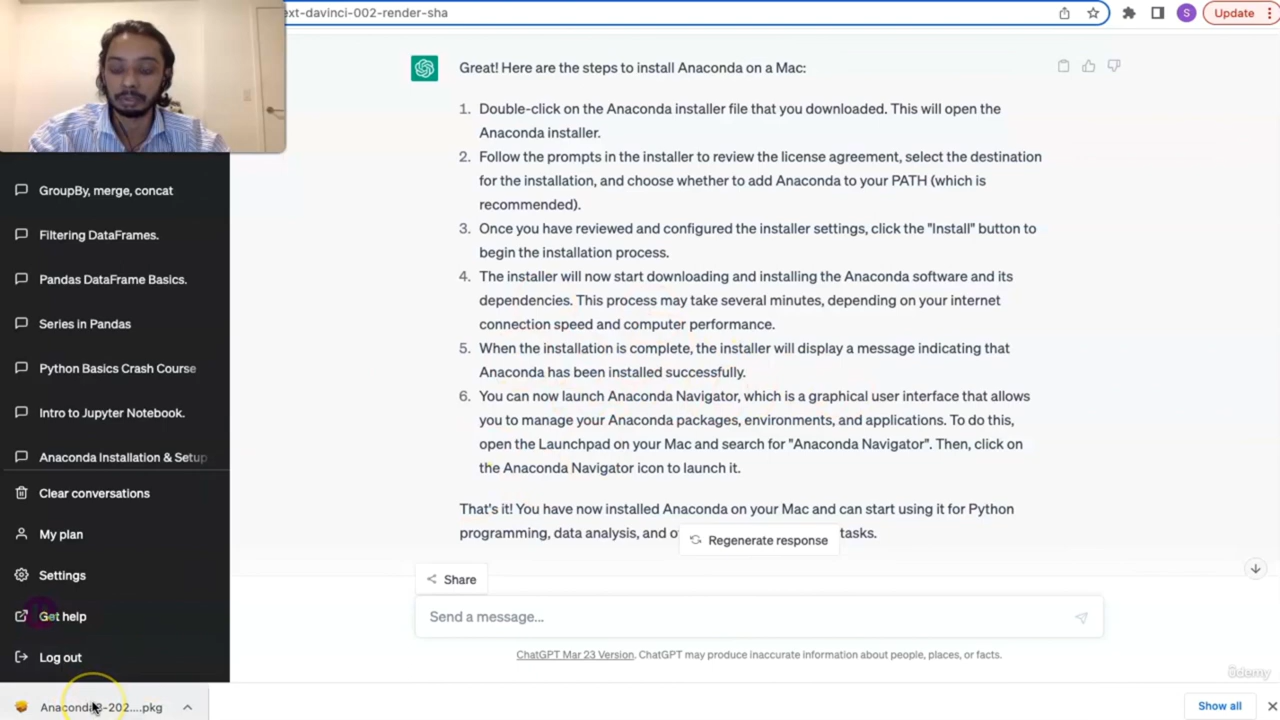 ext-davinci-002-render-sha
S
Update
Great! Here are the steps to install Anaconda on a Mac:
1. Double-click on the Anaconda installer file that you downloaded. This will open the
Anaconda installer.
2. Follow the prompts in the installer to review the license agreement, select the destination
for the installation, and choose whether to add Anaconda to your PATH (which is
recommended).
3. Once you have reviewed and configured the installer settings, click the "Install" button to
begin the installation process.
4. The installer will now start downloading and installing the Anaconda software and its
dependencies. This process may take several minutes, depending on your internet
connection speed and computer performance.
5. When the installation is complete, the installer will display a message indicating that
Anaconda has been installed successfully.
6. You can now launch Anaconda Navigator, which is a graphical user interface that allows
you to manage your Anaconda packages, environments, and applications. To do this,
open the Launchpad on your Mac and search for "Anaconda Navigator". Then, click on
the Anaconda Navigator icon to launch it.
That's it! You have now installed Anaconda on your Mac and can start using it for Python
programming, data analysis, and o tasks.
Regenerate response
Share
Send a message...
ChatGPT Mar 23 Version. ChatGPT may produce inaccurate information about people, places, or facts.
GroupBy, merge, concat
Filtering DataFrames.
Pandas DataFrame Basics.
Series in Pandas
Python Basics Crash Course
Intro to Jupyter Notebook.
Anaconda Installation & Setup
Clear conversations
My plan
Settings
Get help
Log out
Anaconda3-202....pkg
Show all
ûdemy